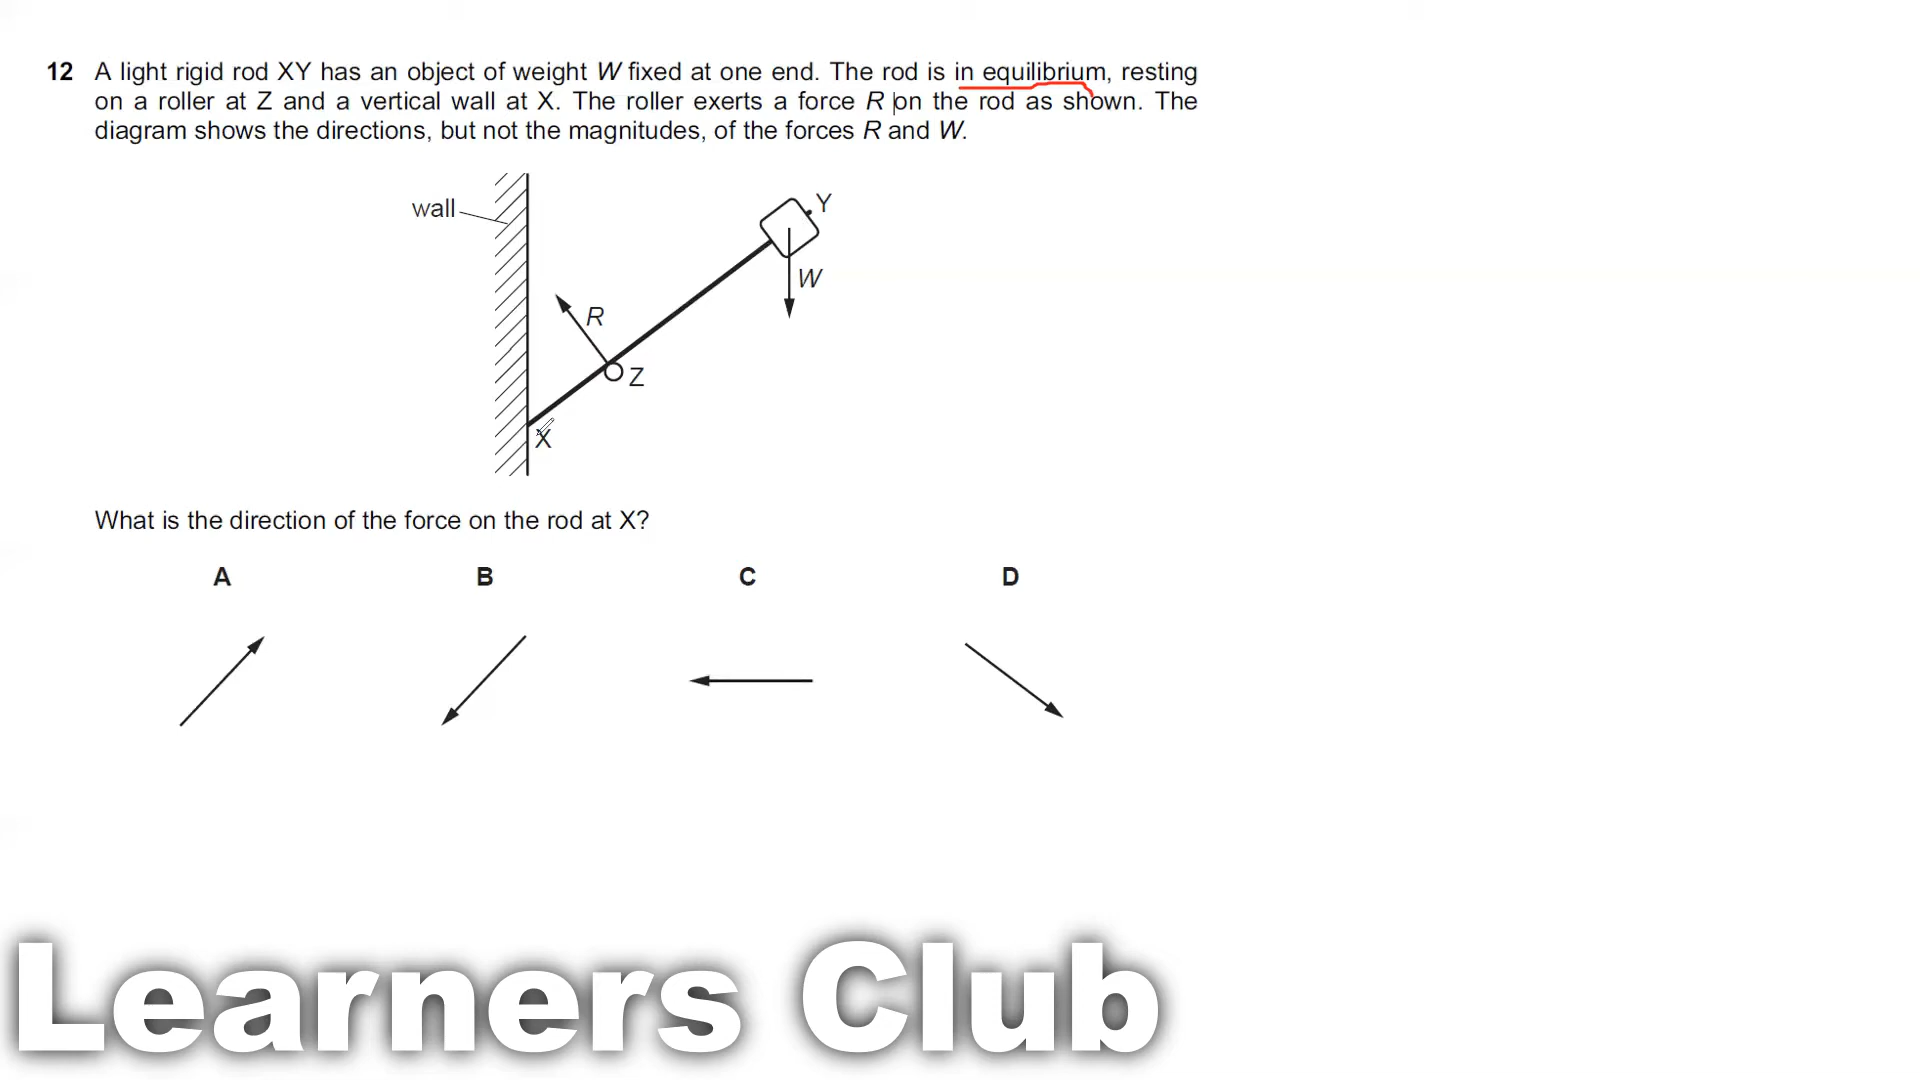 12 A light rigid rod XY has an object of weight W fixed at one end. The rod is in equilibrium, resting
on a roller at Z and a vertical wall at X. The roller exerts a force R on the rod as shown. The
diagram shows the directions, but not the magnitudes, of the forces R and W.
Y
wall
W
R
Z
X
What is the direction of the force on the rod at X?
A B C D
Learners Club